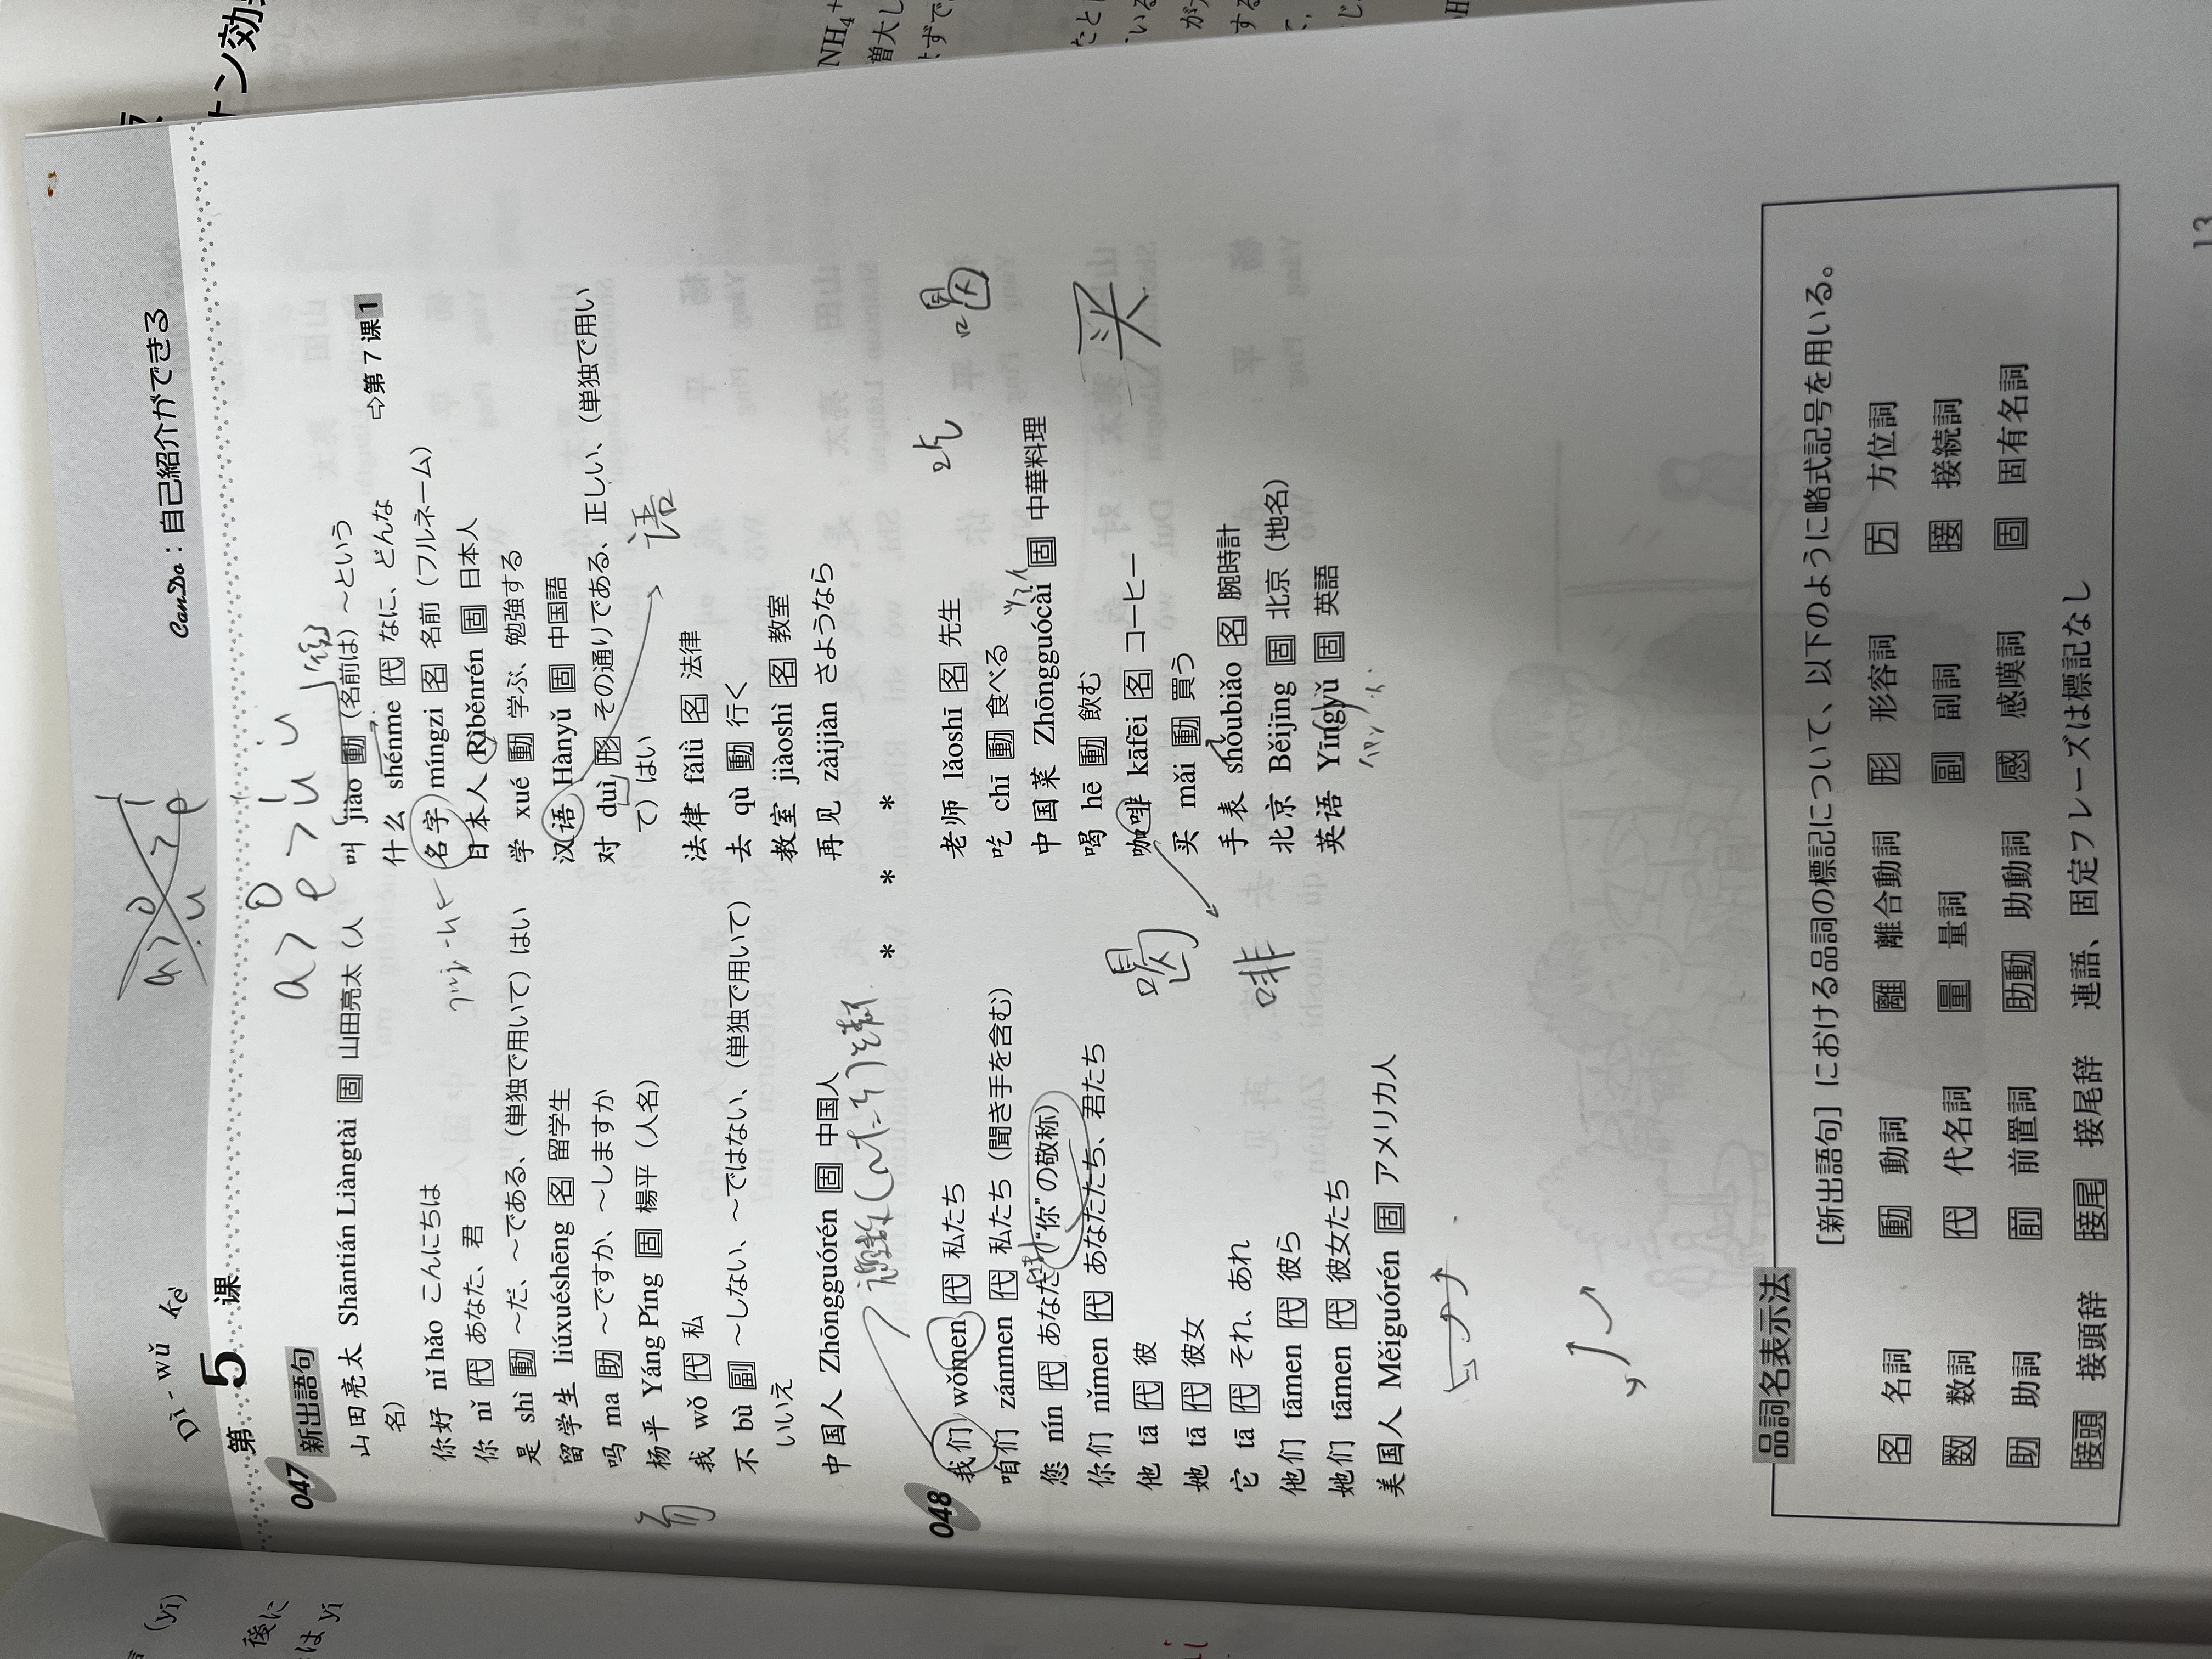 Dì-wǔ kè
第5课
CanDo：自己紹介ができる
a > o e > i u ü
047 新出語句
山田亮太 Shāntián Liàngtài 固 山田亮太（人
名）
你好 nǐ hǎo こんにちは
你 nǐ 代 あなた、君
是 shì 動 〜だ、〜である、（単独で用いて）はい
留学生 liúxuéshēng 名 留学生
吗 ma 助 〜ですか、〜しますか
杨平 Yáng Píng 固 楊平（人名）
我 wǒ 代 私
不 bù 副 〜しない、〜ではない、（単独で用いて）
いいえ
中国人 Zhōngguórén 固 中国人
複数(〜たち)を表す
叫 jiào 動 （名前は）〜という
什么 shénme 代 なに、どんな ⇨第7课1
名字 míngzi 名 名前（フルネーム）
フルネーム
日本人 Rìběnrén 固 日本人
学 xué 動 学ぶ、勉強する
汉语 Hànyǔ 固 中国語
对 duì 形 その通りである、正しい、（単独で用い
て）はい
语
法律 fǎlǜ 名 法律
去 qù 動 行く
教室 jiàoshì 名 教室
再见 zàijiàn さようなら
＊ ＊ ＊
048
我们 wǒmen 代 私たち
咱们 zánmen 代 私たち（聞き手を含む）
您 nín 代 あなた（“你”の敬称）
你们 nǐmen 代 あなたたち、君たち
他 tā 代 彼
她 tā 代 彼女
它 tā 代 それ、あれ
他们 tāmen 代 彼ら
她们 tāmen 代 彼女たち
美国人 Měiguórén 固 アメリカ人
喝
啡
老师 lǎoshī 名 先生
吃 chī 動 食べる
中国菜 Zhōngguócài 固 中華料理
喝 hē 動 飲む
咖啡 kāfēi 名 コーヒー
买 mǎi 動 買う
手表 shǒubiǎo 名 腕時計
北京 Běijīng 固 北京（地名）
英语 Yīngyǔ 固 英語
吃
喝
买
品詞名表示法
［新出語句］における品詞の標記について、以下のように略式記号を用いる。
名 名詞 動 動詞 離 離合動詞 形 形容詞 方 方位詞
数 数詞 代 代名詞 量 量詞 副 副詞 接 接続詞
助 助詞 前 前置詞 助動 助動詞 感 感嘆詞 固 固有名詞
接頭 接頭辞 接尾 接尾辞 連語、固定フレーズは標記なし
13